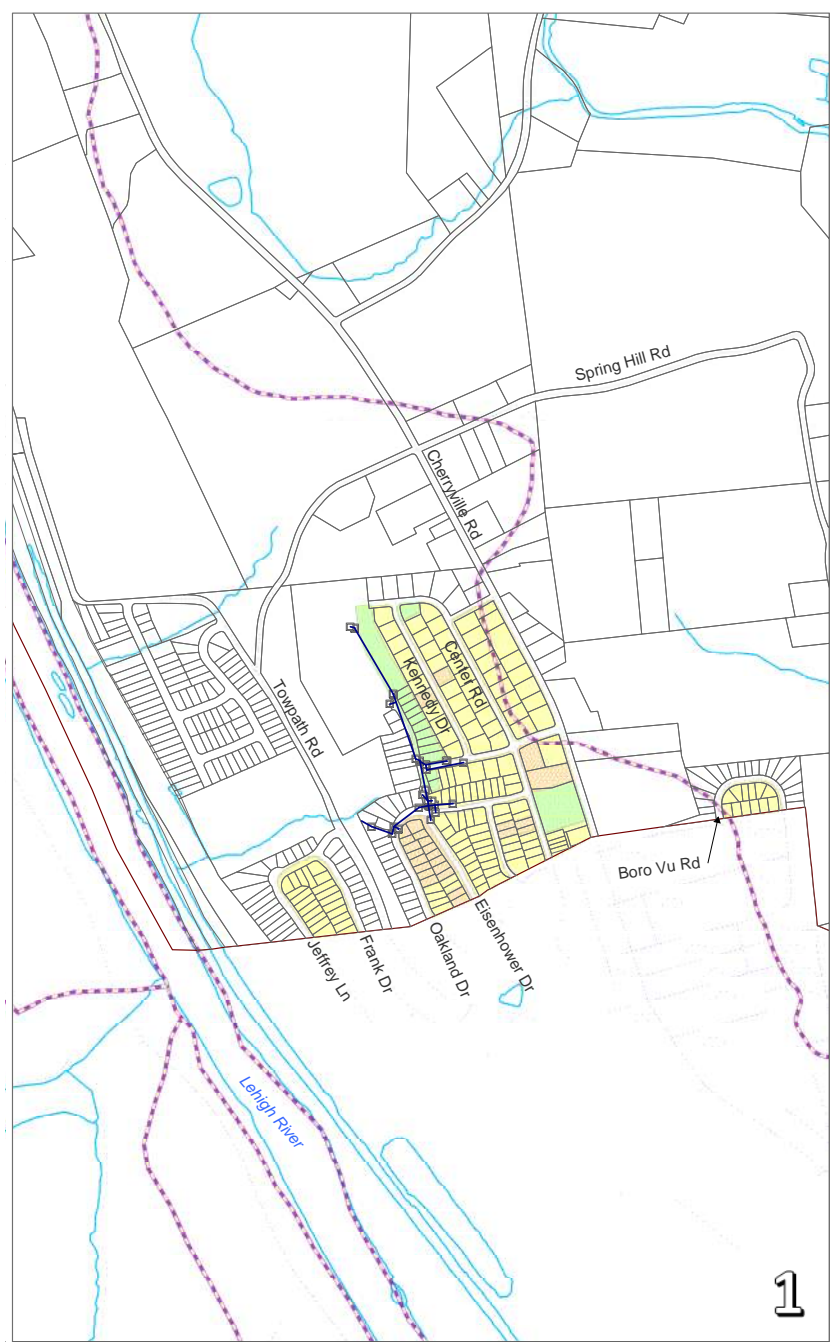 Spring Hill Rd
Cherryville Rd
Center Rd
Kennedy Dr
Towpath Rd
Boro Vu Rd
Eisenhower Dr
Oakland Dr
Frank Dr
Jeffrey Ln
Lehigh River
1